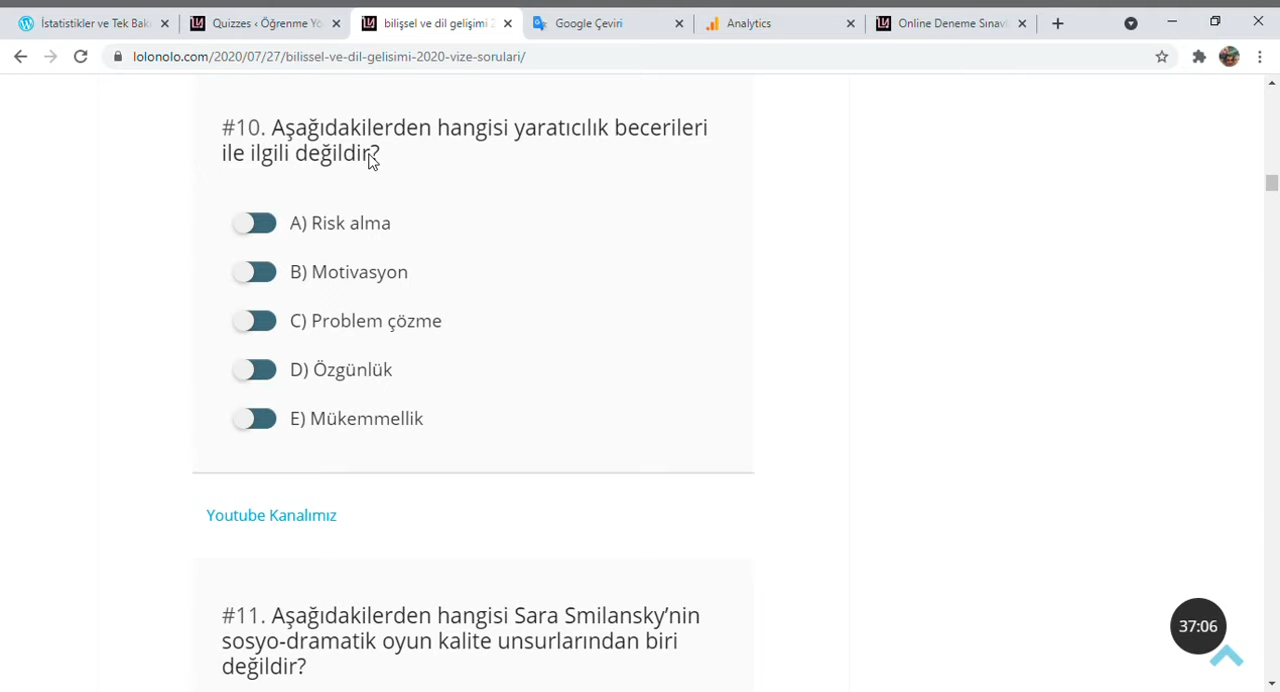 İstatistikler ve Tek Bak
Quizzes ‹ Öğrenme Yö
bilişsel ve dil gelişimi 2
Google Çeviri
Analytics
Online Deneme Sınavl
lolonolo.com/2020/07/27/bilissel-ve-dil-gelisimi-2020-vize-sorulari/
#10. Aşağıdakilerden hangisi yaratıcılık becerileri
ile ilgili değildir?
A) Risk alma
B) Motivasyon
C) Problem çözme
D) Özgünlük
E) Mükemmellik
Youtube Kanalımız
#11. Aşağıdakilerden hangisi Sara Smilansky’nin
sosyo-dramatik oyun kalite unsurlarından biri
değildir?
37:06